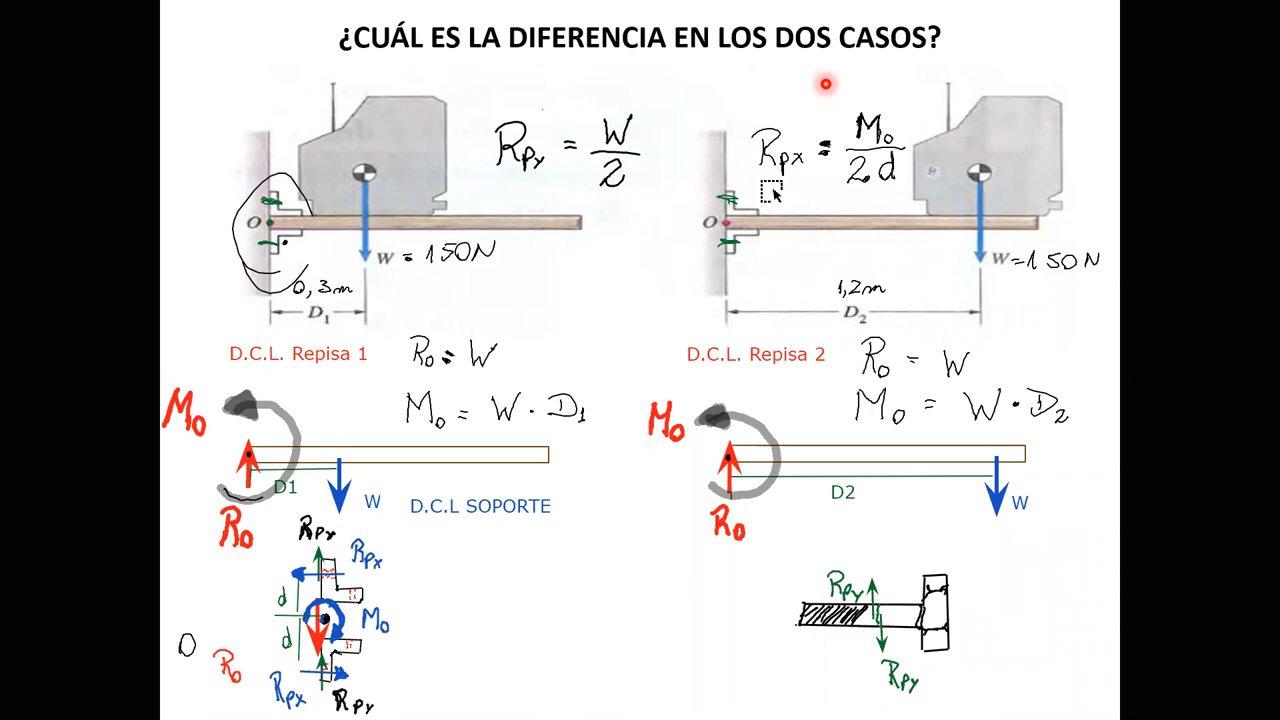 ¿CUÁL ES LA DIFERENCIA EN LOS DOS CASOS?
Rpy = W/2
Rpx = Mo/2d
O
W = 150N
0,3m
D1
O
W=150N
1,2m
D2
D.C.L. Repisa 1
Ro = W
Mo = W · D1
D.C.L. Repisa 2
Ro = W
Mo = W · D2
Mo
D1
W
Ro
D.C.L SOPORTE
Mo
D2
W
Ro
Rpy
Rpx
d
Mo
d
O
Ro
Rpx
Rpy
Rpy
Rpy